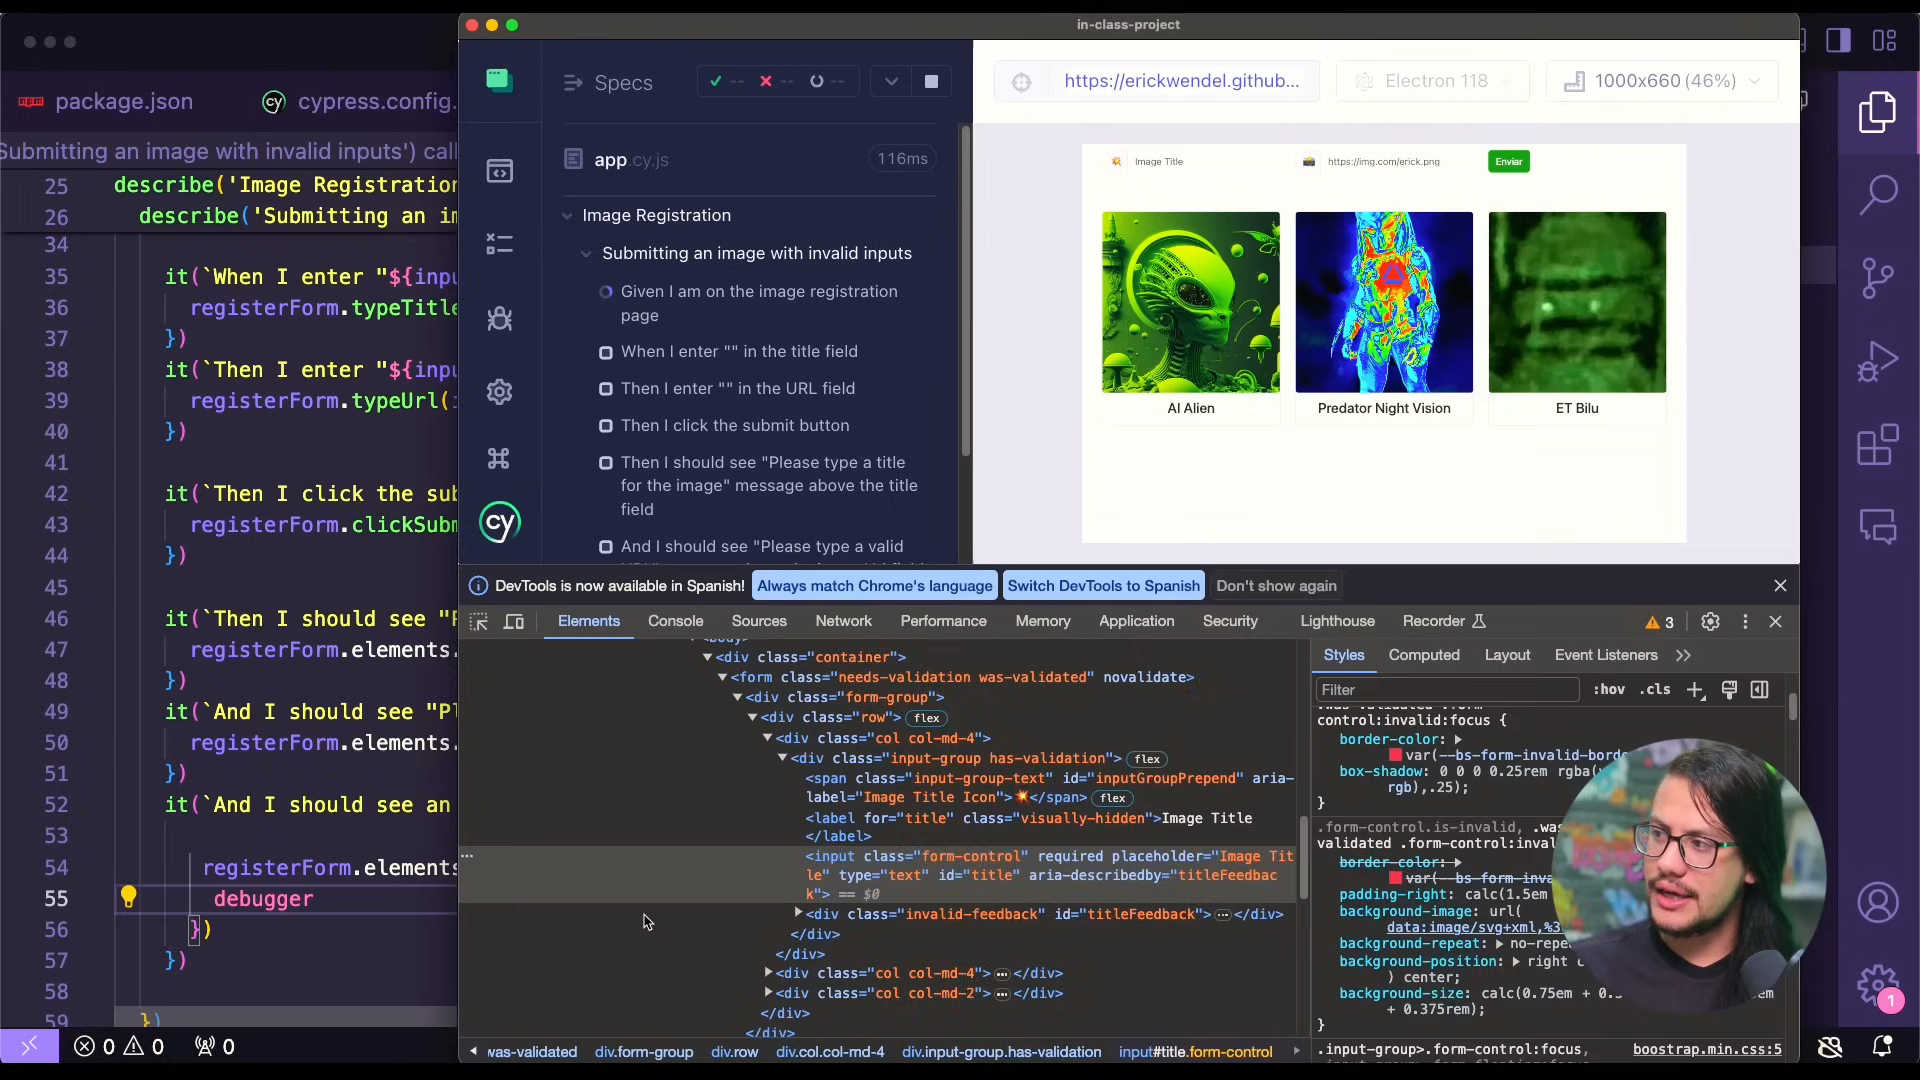 in-class-project
package.json
cypress.config.
Submitting an image with invalid inputs') cal
25 describe('Image Registration
26 describe('Submitting an im
34
35 it(`When I enter "${inpu
36 registerForm.typeTitle
37 })
38 it(`Then I enter "${inpu
39 registerForm.typeUrl(
40 })
41
42 it(`Then I click the sub
43 registerForm.clickSubm
44 })
45
46 it(`Then I should see "P
47 registerForm.elements.
48 })
49 it(`And I should see "Pl
50 registerForm.elements.
51 })
52 it(`And I should see an
53
54 registerForm.elements
55 debugger
56 })
57 })
58
59 })
0 0 0
Specs
-- -- --
app.cy.js
116ms
Image Registration
Submitting an image with invalid inputs
Given I am on the image registration
page
When I enter "" in the title field
Then I enter "" in the URL field
Then I click the submit button
Then I should see "Please type a title
for the image" message above the title
field
And I should see "Please type a valid
cy
https://erickwendel.github...
Electron 118
1000x660 (46%)
Image Title
https://img.com/erick.png
Enviar
AI Alien
Predator Night Vision
ET Bilu
DevTools is now available in Spanish!
Always match Chrome's language
Switch DevTools to Spanish
Don't show again
Elements
Console
Sources
Network
Performance
Memory
Application
Security
Lighthouse
Recorder
3
<body>
<div class="container">
<form class="needs-validation was-validated" novalidate>
<div class="form-group">
<div class="row"> flex
<div class="col col-md-4">
<div class="input-group has-validation"> flex
<span class="input-group-text" id="inputGroupPrepend" aria-
label="Image Title Icon">💥</span> flex
<label for="title" class="visually-hidden">Image Title
</label>
<input class="form-control" required placeholder="Image Tit
le" type="text" id="title" aria-describedby="titleFeedbac
k"> == $0
<div class="invalid-feedback" id="titleFeedback"> … </div>
</div>
</div>
<div class="col col-md-4"> … </div>
<div class="col col-md-2"> … </div>
</div>
</div>
was-validated div.form-group div.row div.col.col-md-4 div.input-group.has-validation input#title.form-control
Styles
Computed
Layout
Event Listeners
Filter
:hov .cls
control:invalid:focus {
border-color:
var(--bs-form-invalid-borde
box-shadow: 0 0 0 0.25rem rgba(
rgb),.25);
}
.form-control.is-invalid, .was
validated .form-control:inval
border-color:
var(--bs-form-inva
padding-right: calc(1.5em
background-image: url(
data:image/svg+xml,%3
background-repeat: no-repe
background-position: right c
) center;
background-size: calc(0.75em +
+ 0.375rem);
}
.input-group>.form-control:focus,
boostrap.min.css:5
1